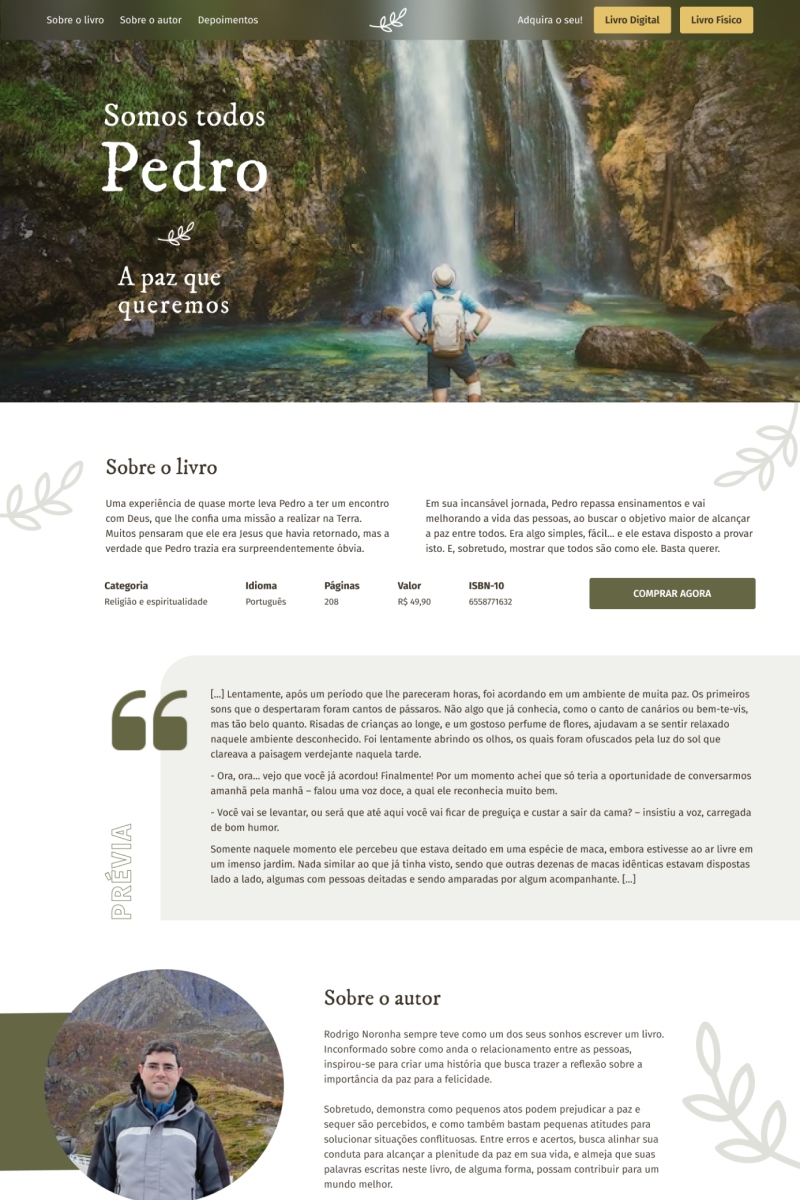 Sobre o livro
Sobre o autor
Depoimentos
Adquira o seu!
Livro Digital
Livro Físico
Somos todos
Pedro
A paz que
queremos
Sobre o livro
Uma experiência de quase morte leva Pedro a ter um encontro
com Deus, que lhe confia uma missão a realizar na Terra.
Muitos pensaram que ele era Jesus que havia retornado, mas a
verdade que Pedro trazia era surpreendentemente óbvia.
Em sua incansável jornada, Pedro repassa ensinamentos e vai
melhorando a vida das pessoas, ao buscar o objetivo maior de alcançar
a paz entre todos. Era algo simples, fácil... e ele estava disposto a provar
isto. E, sobretudo, mostrar que todos são como ele. Basta querer.
Categoria
Religião e espiritualidade
Idioma
Português
Páginas
208
Valor
R$ 49,90
ISBN-10
6558771632
COMPRAR AGORA
[...] Lentamente, após um período que lhe pareceram horas, foi acordando em um ambiente de muita paz. Os primeiros
sons que o despertaram foram cantos de pássaros. Não algo que já conhecia, como o canto de canários ou bem-te-vis,
mas tão belo quanto. Risadas de crianças ao longe, e um gostoso perfume de flores, ajudavam a se sentir relaxado
naquele ambiente desconhecido. Foi lentamente abrindo os olhos, os quais foram ofuscados pela luz do sol que
clareava a paisagem verdejante naquela tarde.
- Ora, ora... vejo que você já acordou! Finalmente! Por um momento achei que só teria a oportunidade de conversarmos
amanhã pela manhã – falou uma voz doce, a qual ele reconhecia muito bem.
- Você vai se levantar, ou será que até aqui você vai ficar de preguiça e custar a sair da cama? – insistiu a voz, carregada
de bom humor.
Somente naquele momento ele percebeu que estava deitado em uma espécie de maca, embora estivesse ao ar livre em
um imenso jardim. Nada similar ao que já tinha visto, sendo que outras dezenas de macas idênticas estavam dispostas
lado a lado, algumas com pessoas deitadas e sendo amparadas por algum acompanhante. [...]
PRÉVIA
Sobre o autor
Rodrigo Noronha sempre teve como um dos seus sonhos escrever um livro.
Inconformado sobre como anda o relacionamento entre as pessoas,
inspirou-se para criar uma história que busca trazer a reflexão sobre a
importância da paz para a felicidade.
Sobretudo, demonstra como pequenos atos podem prejudicar a paz e
sequer são percebidos, e como também bastam pequenas atitudes para
solucionar situações conflituosas. Entre erros e acertos, busca alinhar sua
conduta para alcançar a plenitude da paz em sua vida, e almeja que suas
palavras escritas neste livro, de alguma forma, possam contribuir para um
mundo melhor.